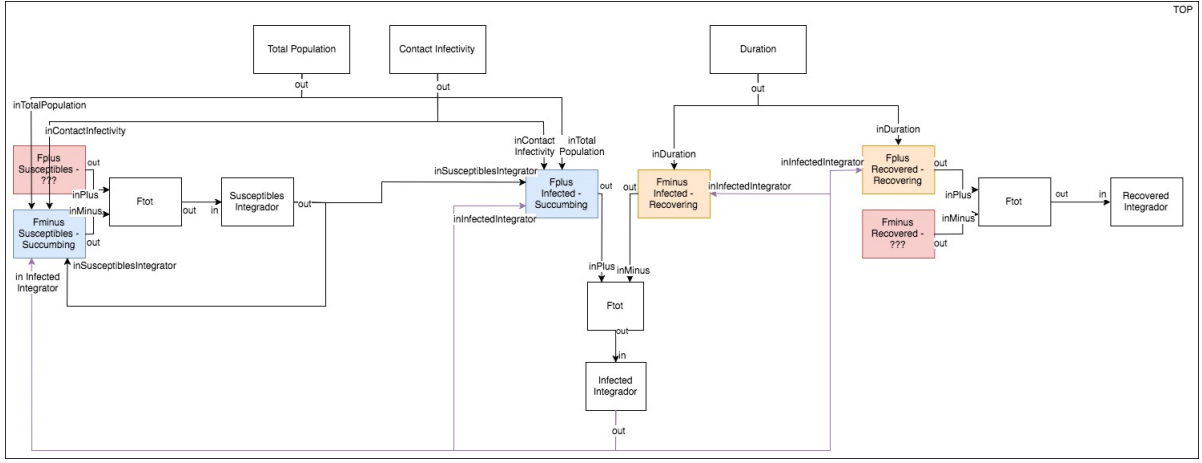 TOP
Total Population
Contact Infectivity
Duration
out
out
out
inTotalPopulation
inContactInfectivity
inContact
Infectivity
inTotal
Population
inDuration
inDuration
Fplus
Susceptibles -
???
out
inPlus
inMinus
Fminus
Susceptibles -
Succumbing
out
Ftot
out
in
Susceptibles
Integrador
out
inSusceptiblesIntegrator
in Infected
Integrator
inSusceptiblesIntegrator
inInfectedIntegrator
Fplus
Infected -
Succumbing
out
out
Fminus
Infected -
Recovering
inInfectedIntegrator
inInfectedIntegrator
Fplus
Recovered -
Recovering
out
inPlus
inMinus
Fminus
Recovered -
???
out
Ftot
out
in
Recovered
Integrador
inPlus
inMinus
Ftot
out
in
Infected
Integrador
out